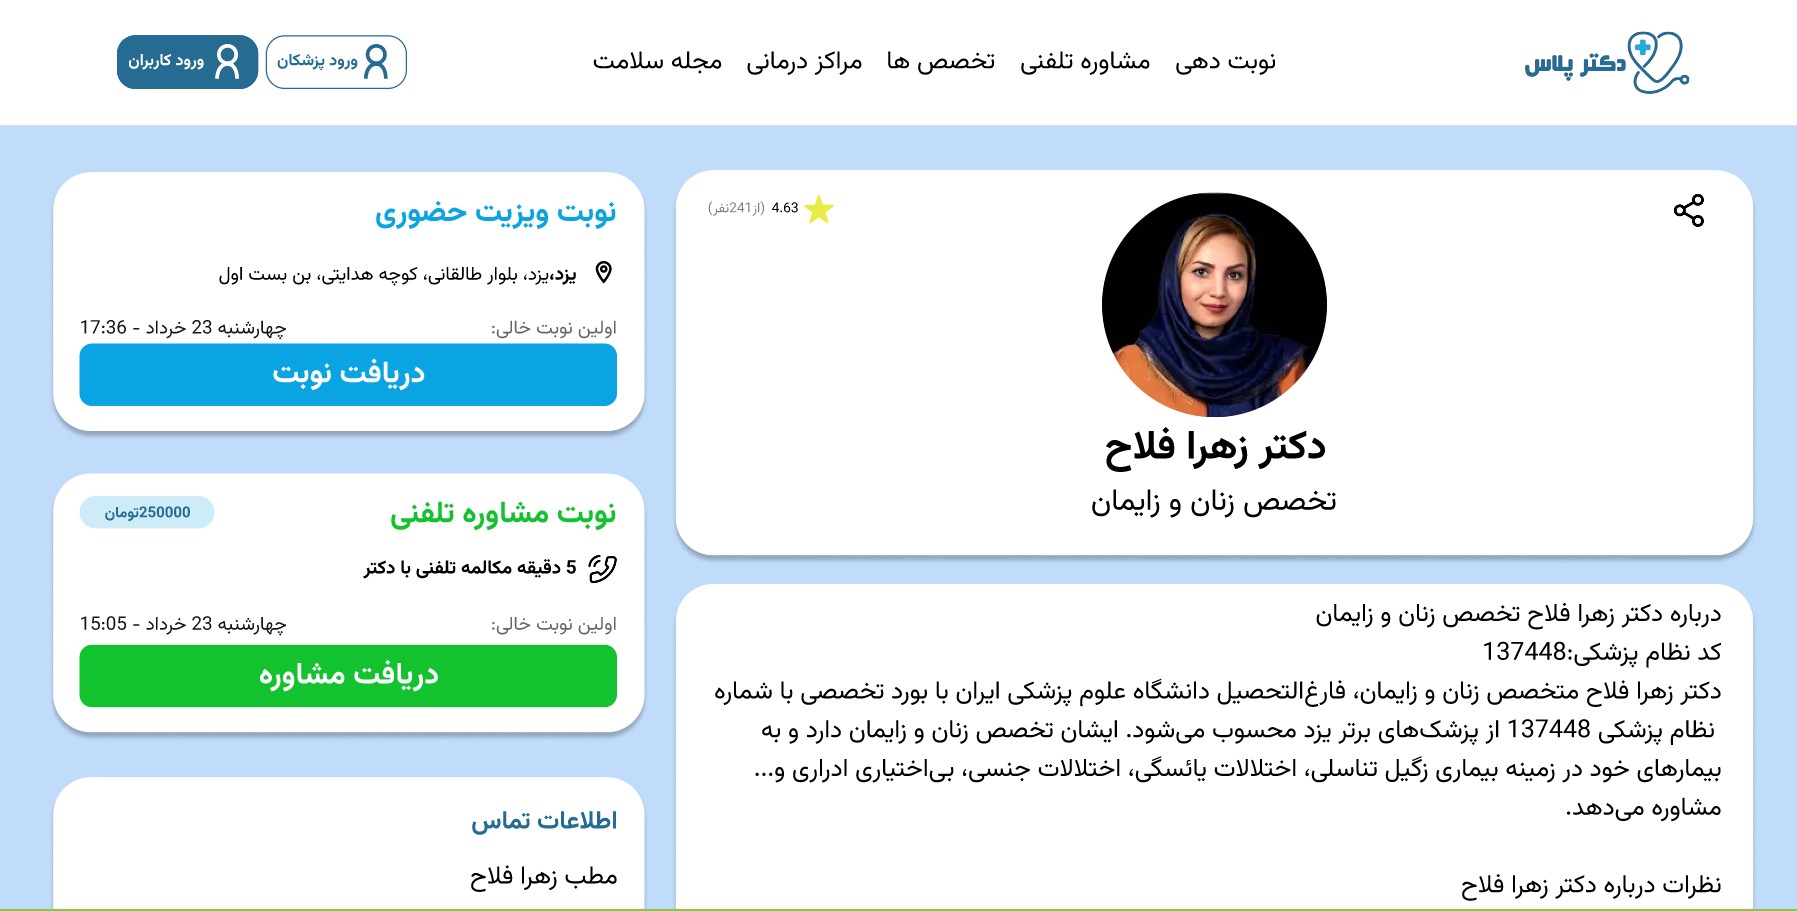 دکتر پلاس
نوبت دهی
مشاوره تلفنی
تخصص ها
مراکز درمانی
مجله سلامت
ورود پزشکان
ورود کاربران
4.63 (از241نفر)
دکتر زهرا فلاح
تخصص زنان و زایمان
درباره دکتر زهرا فلاح تخصص زنان و زایمان
کد نظام پزشکی:137448
دکتر زهرا فلاح متخصص زنان و زایمان، فارغ‌التحصیل دانشگاه علوم پزشکی ایران با بورد تخصصی با شماره
نظام پزشکی 137448 از پزشک‌های برتر یزد محسوب می‌شود. ایشان تخصص زنان و زایمان دارد و به
بیمارهای خود در زمینه بیماری زگیل تناسلی، اختلالات یائسگی، اختلالات جنسی، بی‌اختیاری ادراری و...
مشاوره می‌دهد.
نظرات درباره دکتر زهرا فلاح
نوبت ویزیت حضوری
یزد،یزد، بلوار طالقانی، کوچه هدایتی، بن بست اول
اولین نوبت خالی: چهارشنبه 23 خرداد - 17:36
دریافت نوبت
نوبت مشاوره تلفنی
250000تومان
5 دقیقه مکالمه تلفنی با دکتر
اولین نوبت خالی: چهارشنبه 23 خرداد - 15:05
دریافت مشاوره
اطلاعات تماس
مطب زهرا فلاح